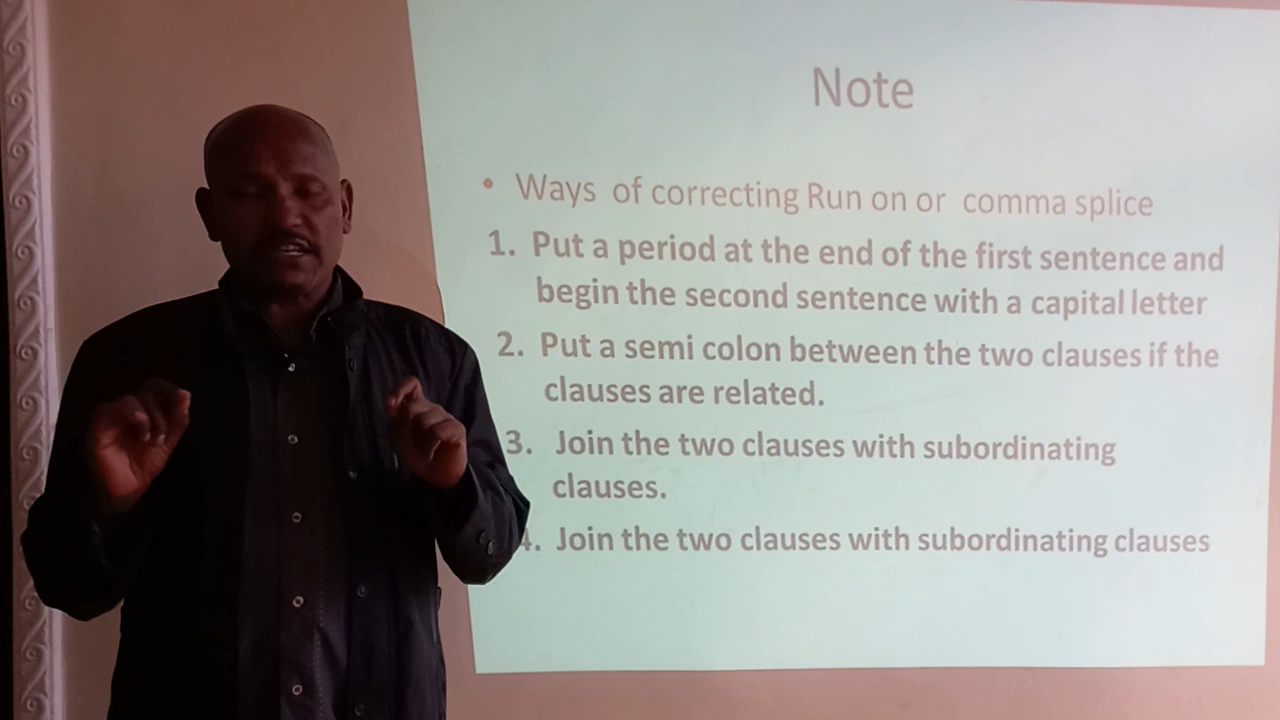 Note
• Ways of correcting Run on or comma splice
1. Put a period at the end of the first sentence and
begin the second sentence with a capital letter
2. Put a semi colon between the two clauses if the
clauses are related.
3. Join the two clauses with subordinating
clauses.
4. Join the two clauses with subordinating clauses